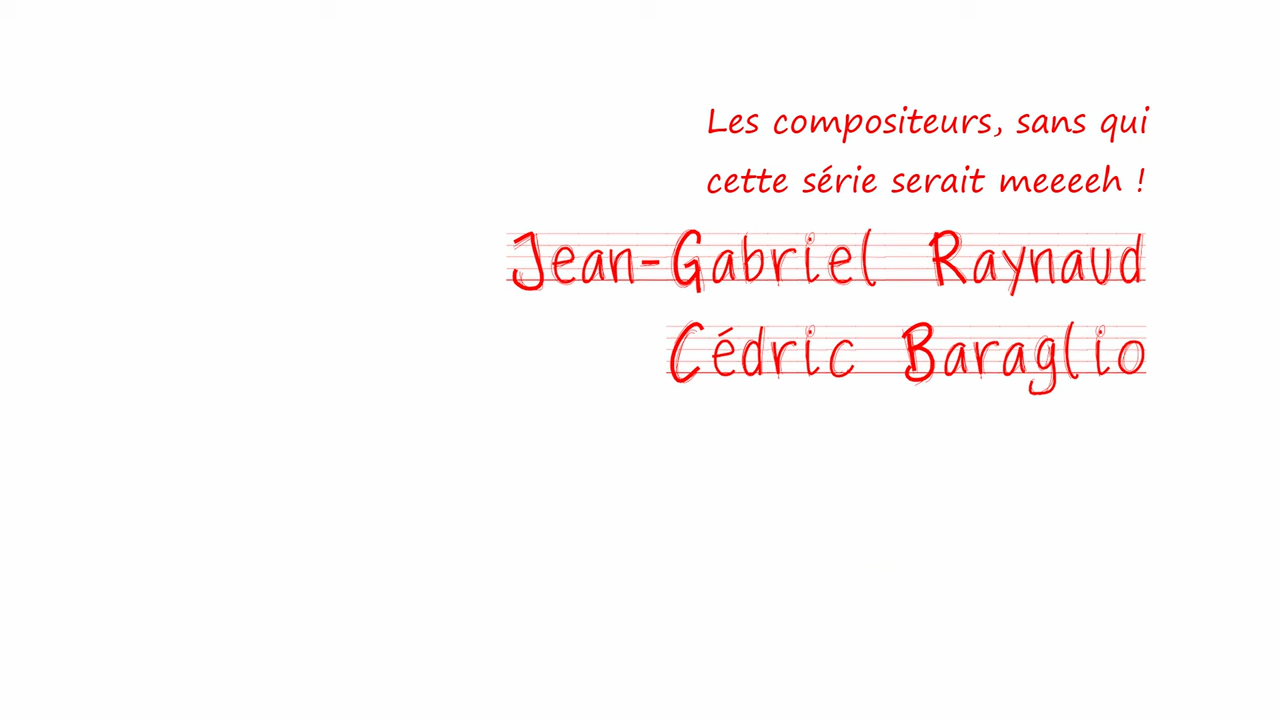 Les compositeurs, sans qui
cette série serait meeeeh !
Jean-Gabriel Raynaud
Cédric Baraglio